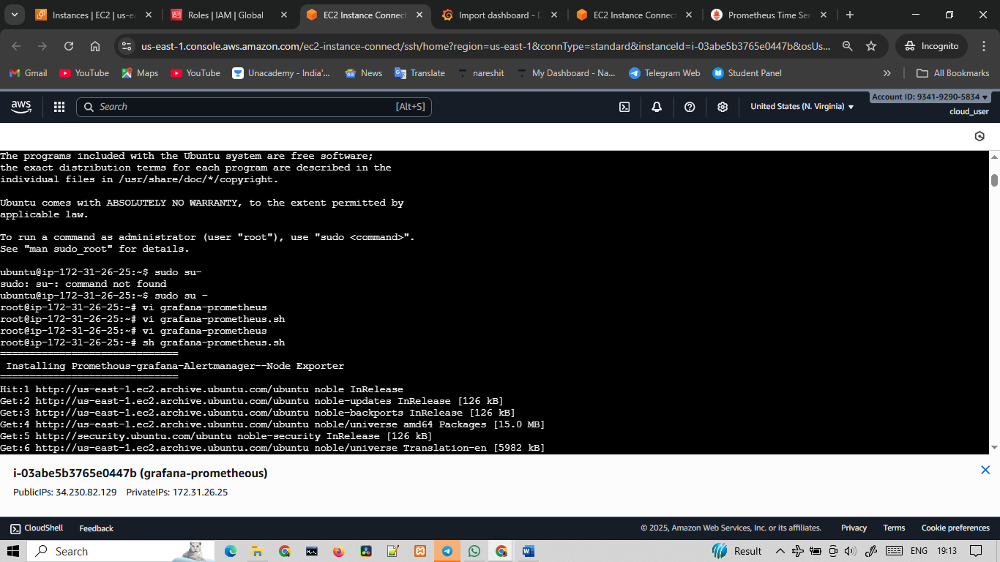 Instances | EC2 | us-ea
Roles | IAM | Global
EC2 Instance Connect
Import dashboard - D
EC2 Instance Connect
Prometheus Time Ser
us-east-1.console.aws.amazon.com/ec2-instance-connect/ssh/home?region=us-east-1&connType=standard&instanceId=i-03abe5b3765e0447b&osUs...
Incognito
Gmail
YouTube
Maps
YouTube
Unacademy - India'...
News
Translate
nareshit
My Dashboard - Na...
Telegram Web
Student Panel
All Bookmarks
aws
Search
[Alt+S]
United States (N. Virginia)
Account ID: 9341-9290-5834
cloud_user
The programs included with the Ubuntu system are free software;
the exact distribution terms for each program are described in the
individual files in /usr/share/doc/*/copyright.
Ubuntu comes with ABSOLUTELY NO WARRANTY, to the extent permitted by
applicable law.
To run a command as administrator (user "root"), use "sudo <command>".
See "man sudo_root" for details.
ubuntu@ip-172-31-26-25:~$ sudo su-
sudo: su-: command not found
ubuntu@ip-172-31-26-25:~$ sudo su -
root@ip-172-31-26-25:~# vi grafana-prometheus
root@ip-172-31-26-25:~# vi grafana-prometheus.sh
root@ip-172-31-26-25:~# vi grafana-prometheus
root@ip-172-31-26-25:~# sh grafana-prometheus.sh
==============================
Installing Promethous-grafana-Alertmanager--Node Exporter
==============================
Hit:1 http://us-east-1.ec2.archive.ubuntu.com/ubuntu noble InRelease
Get:2 http://us-east-1.ec2.archive.ubuntu.com/ubuntu noble-updates InRelease [126 kB]
Get:3 http://us-east-1.ec2.archive.ubuntu.com/ubuntu noble-backports InRelease [126 kB]
Get:4 http://us-east-1.ec2.archive.ubuntu.com/ubuntu noble/universe amd64 Packages [15.0 MB]
Get:5 http://security.ubuntu.com/ubuntu noble-security InRelease [126 kB]
Get:6 http://us-east-1.ec2.archive.ubuntu.com/ubuntu noble/universe Translation-en [5982 kB]
i-03abe5b3765e0447b (grafana-prometheous)
PublicIPs: 34.230.82.129 PrivateIPs: 172.31.26.25
CloudShell
Feedback
© 2025, Amazon Web Services, Inc. or its affiliates.
Privacy
Terms
Cookie preferences
Search
Result
ENG
19:13